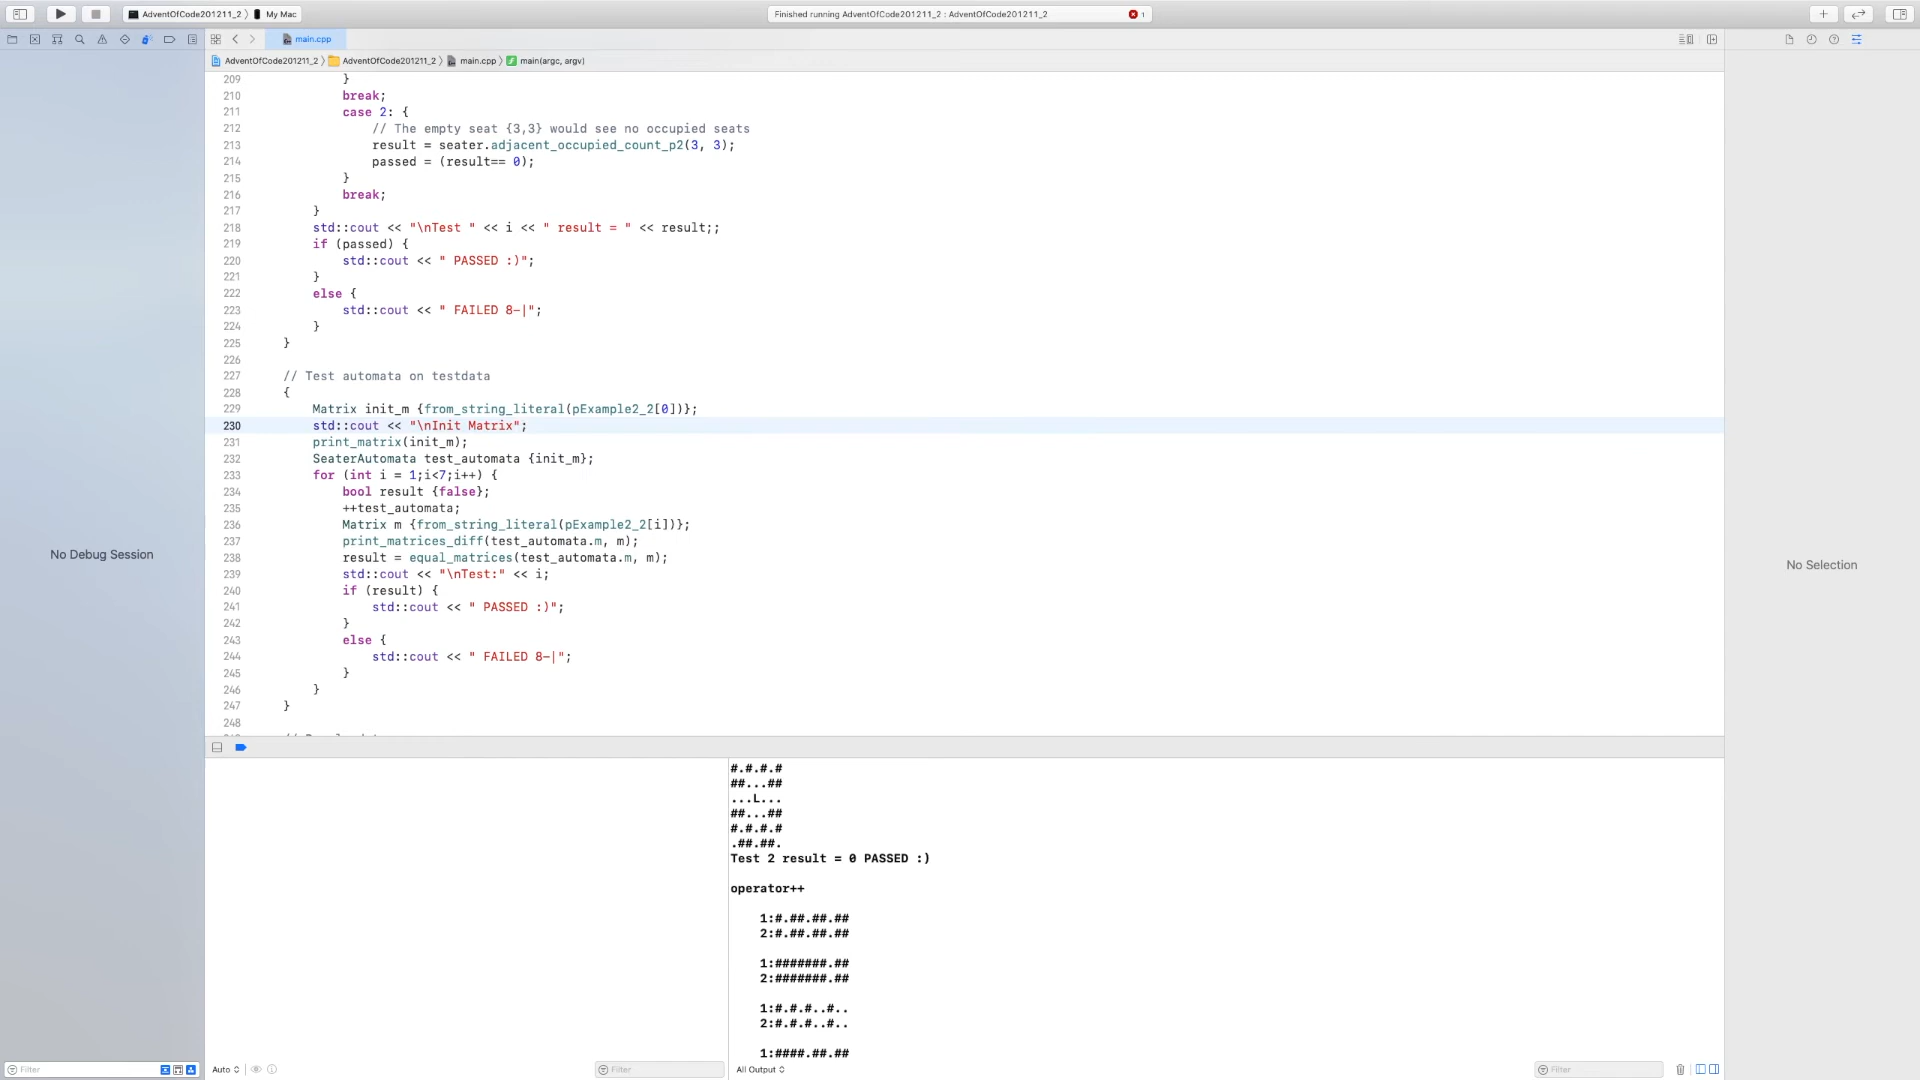 AdventOfCode201211_2 〉 My Mac
Finished running AdventOfCode201211_2 : AdventOfCode201211_2
1
main.cpp
AdventOfCode201211_2 〉 AdventOfCode201211_2 〉 main.cpp 〉 main(argc, argv)
209 }
210 break;
211 case 2: {
212 // The empty seat {3,3} would see no occupied seats
213 result = seater.adjacent_occupied_count_p2(3, 3);
214 passed = (result== 0);
215 }
216 break;
217 }
218 std::cout << "\nTest " << i << " result = " << result;;
219 if (passed) {
220 std::cout << " PASSED :)";
221 }
222 else {
223 std::cout << " FAILED 8-|";
224 }
225 }
226
227 // Test automata on testdata
228 {
229 Matrix init_m {from_string_literal(pExample2_2[0])};
230 std::cout << "\nInit Matrix";
231 print_matrix(init_m);
232 SeaterAutomata test_automata {init_m};
233 for (int i = 1;i<7;i++) {
234 bool result {false};
235 ++test_automata;
236 Matrix m {from_string_literal(pExample2_2[i])};
237 print_matrices_diff(test_automata.m, m);
238 result = equal_matrices(test_automata.m, m);
239 std::cout << "\nTest:" << i;
240 if (result) {
241 std::cout << " PASSED :)";
242 }
243 else {
244 std::cout << " FAILED 8-|";
245 }
246 }
247 }
248
No Debug Session
No Selection
#.#.#.#
##...##
...L...
##...##
#.#.#.#
.##.##.
Test 2 result = 0 PASSED :)
operator++
1:#.##.##.##
2:#.##.##.##
1:#######.##
2:#######.##
1:#.#.#..#..
2:#.#.#..#..
1:####.##.##
Filter
Auto
Filter
All Output
Filter